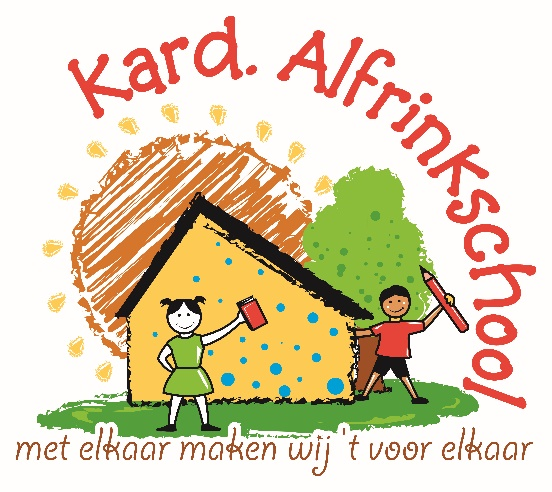 Kard. Alfrinkschool
met elkaar maken wij 't voor elkaar